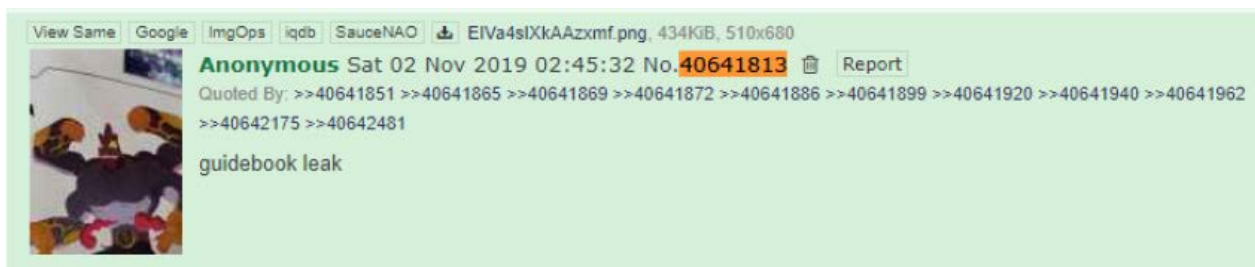 View Same Google ImgOps iqdb SauceNAO EIVa4sIXkAAzxmf.png, 434KiB, 510x680
Anonymous Sat 02 Nov 2019 02:45:32 No.40641813 Report
Quoted By: >>40641851 >>40641865 >>40641869 >>40641872 >>40641886 >>40641899 >>40641920 >>40641940 >>40641962
>>40642175 >>40642481
guidebook leak